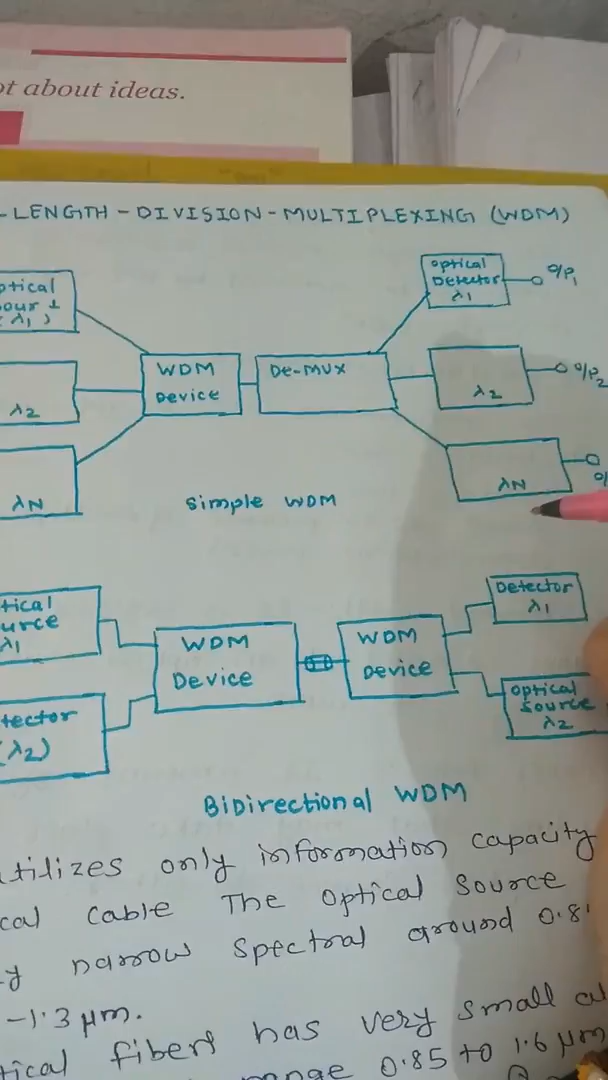 ot about ideas.
-LENGTH-DIVISION-MULTIPLEXING (WDM)
ptical
our
(λ1)
λ2
λN
WDM
Device
De-MUX
optical
Detector
λ1
o/p1
λ2
o/p2
λN
simple WDM
tical
urce
λ1
tector
(λ2)
WDM
Device
WDM
Device
Detector
λ1
optical
source
λ2
Bidirectional WDM
tilizes only information capacity
cal cable The optical source
y narrow spectral around 0.8
-1.3 μm.
tical fibers has very small
0.85 to 1.6 μm